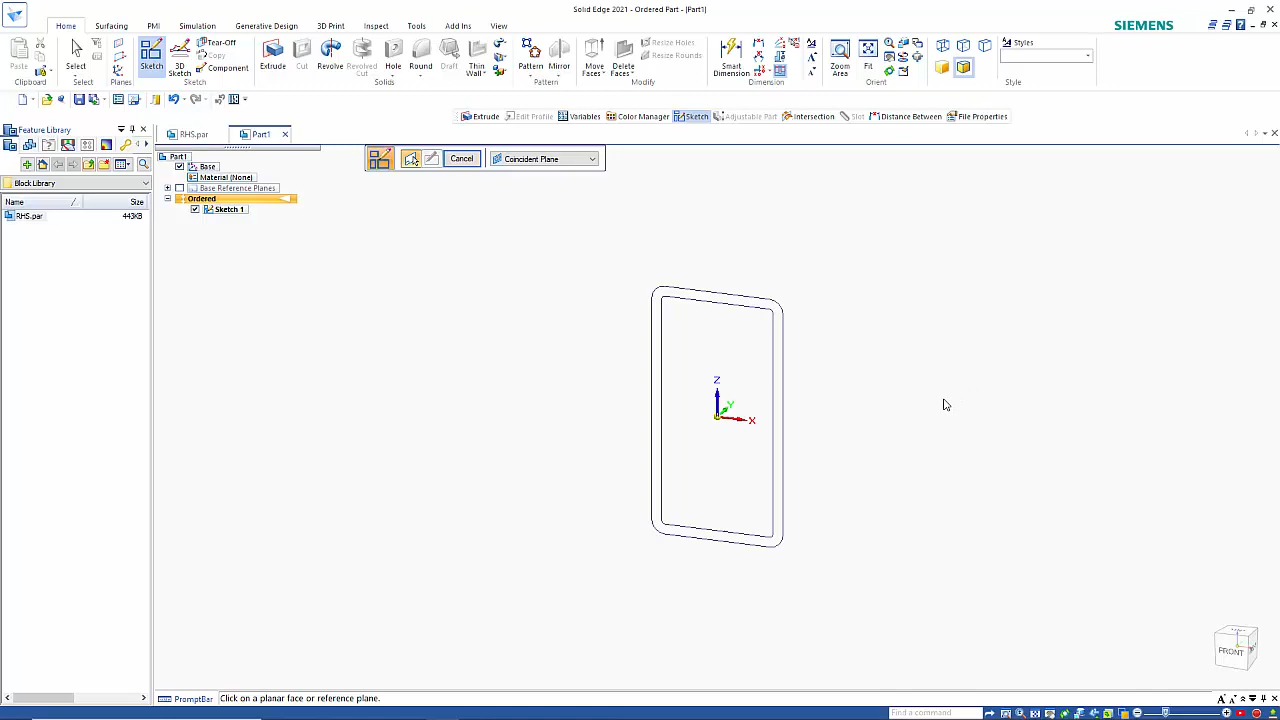 Solid Edge 2021 - Ordered Part - [Part1]
Home Surfacing PMI Simulation Generative Design 3D Print Inspect Tools Add Ins View
SIEMENS
Paste
Clipboard
Select
Select
Planes
Sketch
3D Sketch
Tear-Off
Copy
Component
Sketch
Extrude
Cut
Revolve
Revolved Cut
Hole
Round
Draft
Thin Wall
Solids
Pattern
Mirror
Pattern
Move Faces
Delete Faces
Resize Holes
Resize Rounds
Modify
Smart Dimension
Dimension
Zoom Area
Fit
Orient
Styles
Style
Extrude Edit Profile Variables Color Manager Sketch Adjustable Part Intersection Slot Distance Between File Properties
Feature Library
RHS.par
Part1
Block Library
Name Size
RHS.par 443KB
Part1
Base
Material (None)
Base Reference Planes
Ordered
Sketch 1
Cancel
Coincident Plane
Z
Y
X
FRONT
PromptBar
Click on a planar face or reference plane.
Find a command